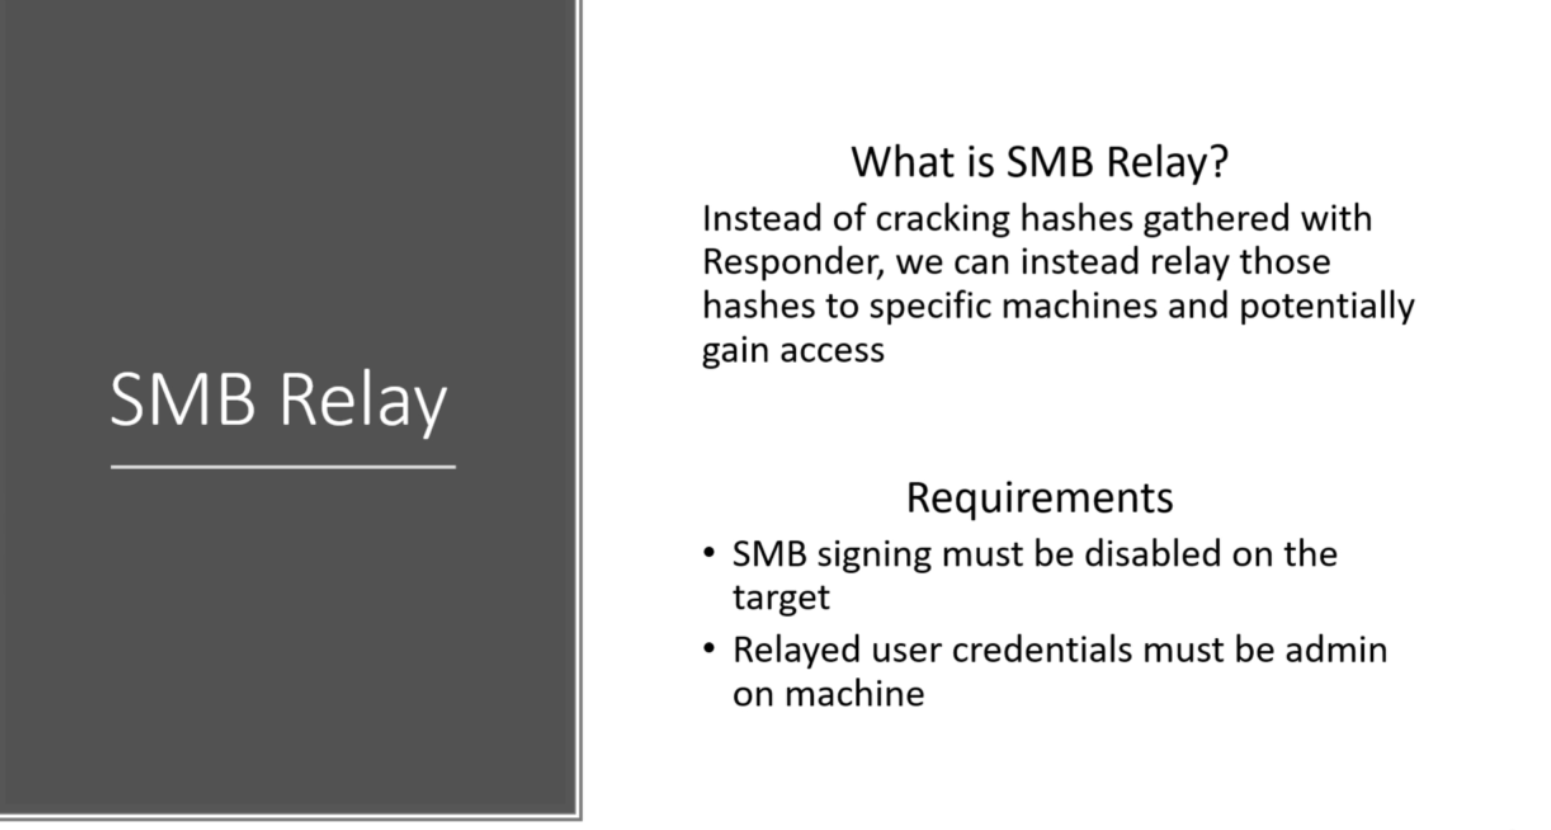 SMB Relay
What is SMB Relay?
Instead of cracking hashes gathered with
Responder, we can instead relay those
hashes to specific machines and potentially
gain access
Requirements
• SMB signing must be disabled on the
target
• Relayed user credentials must be admin
on machine